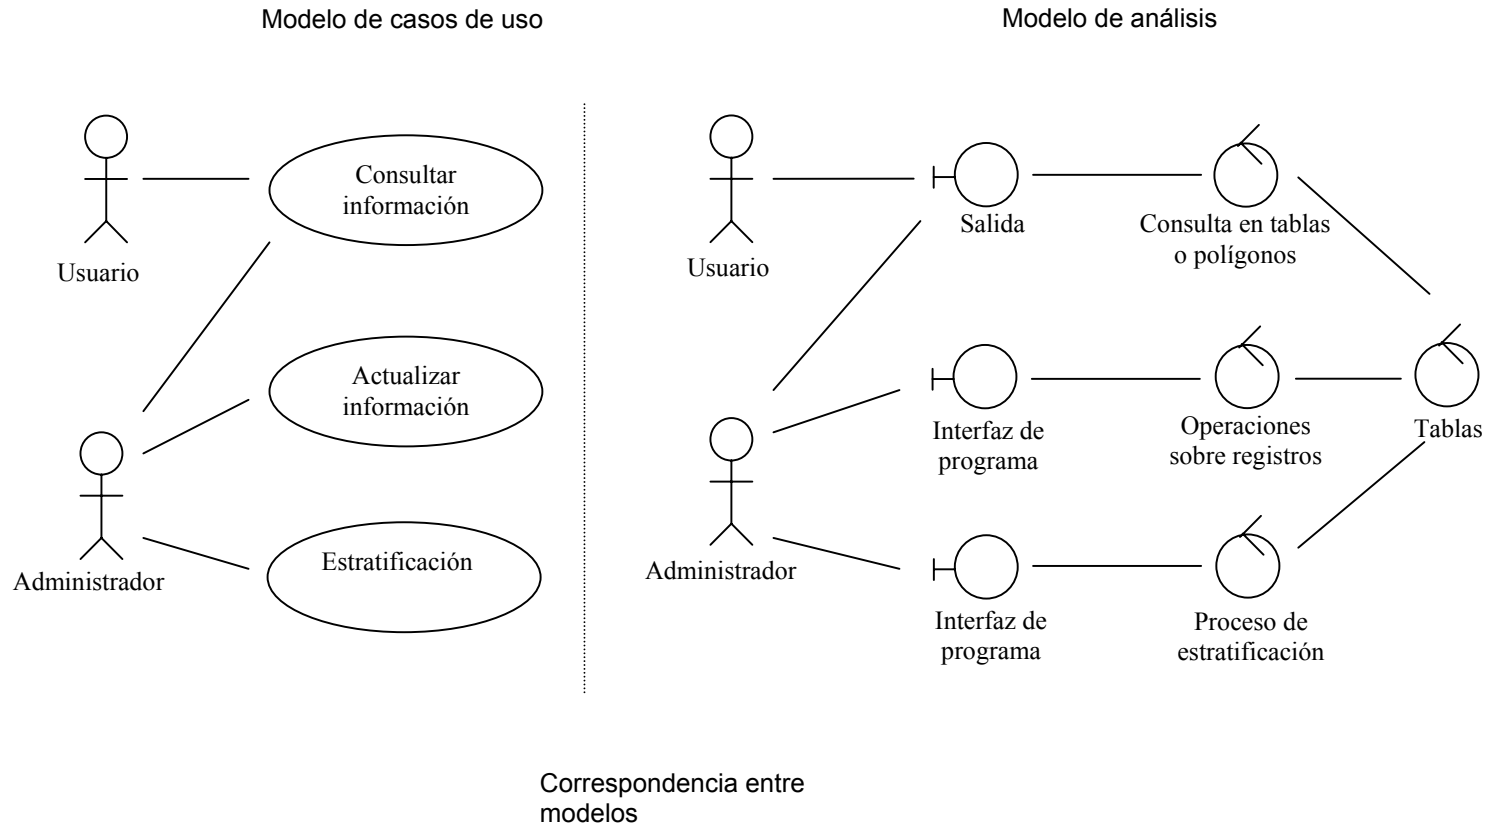 Modelo de casos de uso
Modelo de análisis
Consultar
información
Usuario
Actualizar
información
Administrador
Estratificación
Usuario
Salida
Consulta en tablas
o polígonos
Administrador
Interfaz de
programa
Operaciones
sobre registros
Tablas
Interfaz de
programa
Proceso de
estratificación
Correspondencia entre
modelos